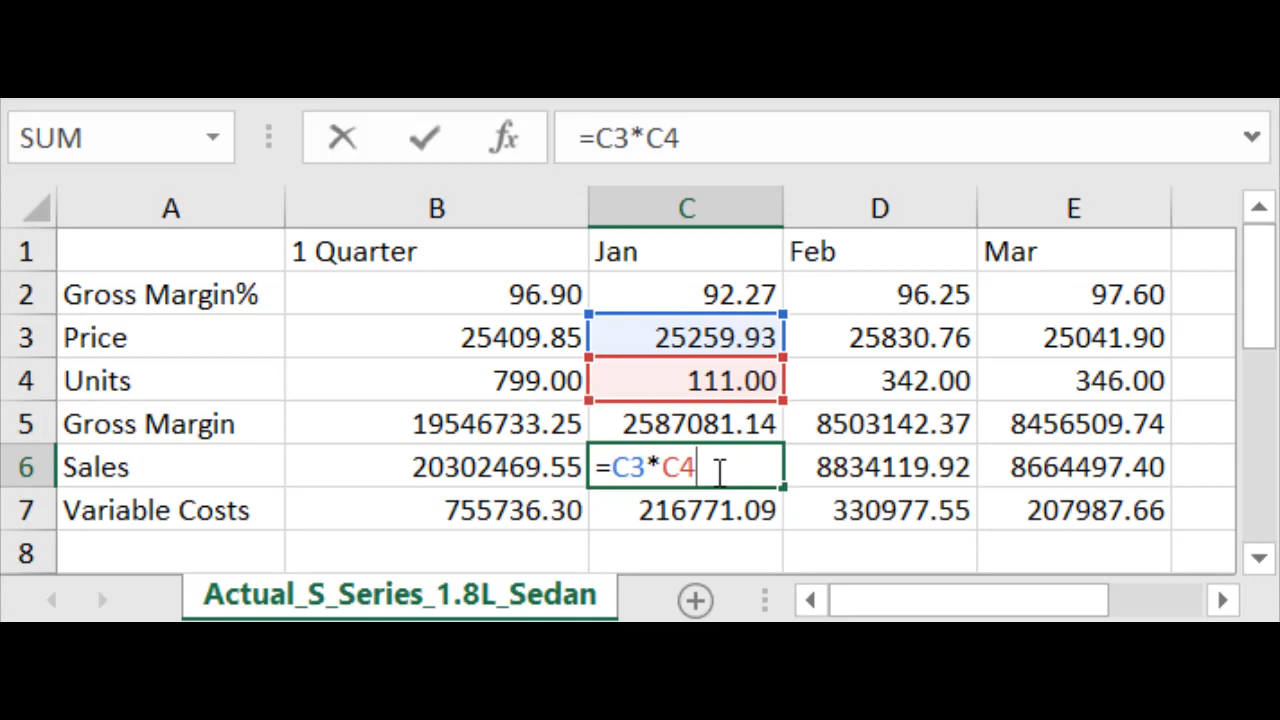 SUM fx =C3*C4
A B C D E
1 1 Quarter Jan Feb Mar
2 Gross Margin% 96.90 92.27 96.25 97.60
3 Price 25409.85 25259.93 25830.76 25041.90
4 Units 799.00 111.00 342.00 346.00
5 Gross Margin 19546733.25 2587081.14 8503142.37 8456509.74
6 Sales 20302469.55 =C3*C4 8834119.92 8664497.40
7 Variable Costs 755736.30 216771.09 330977.55 207987.66
8
Actual_S_Series_1.8L_Sedan